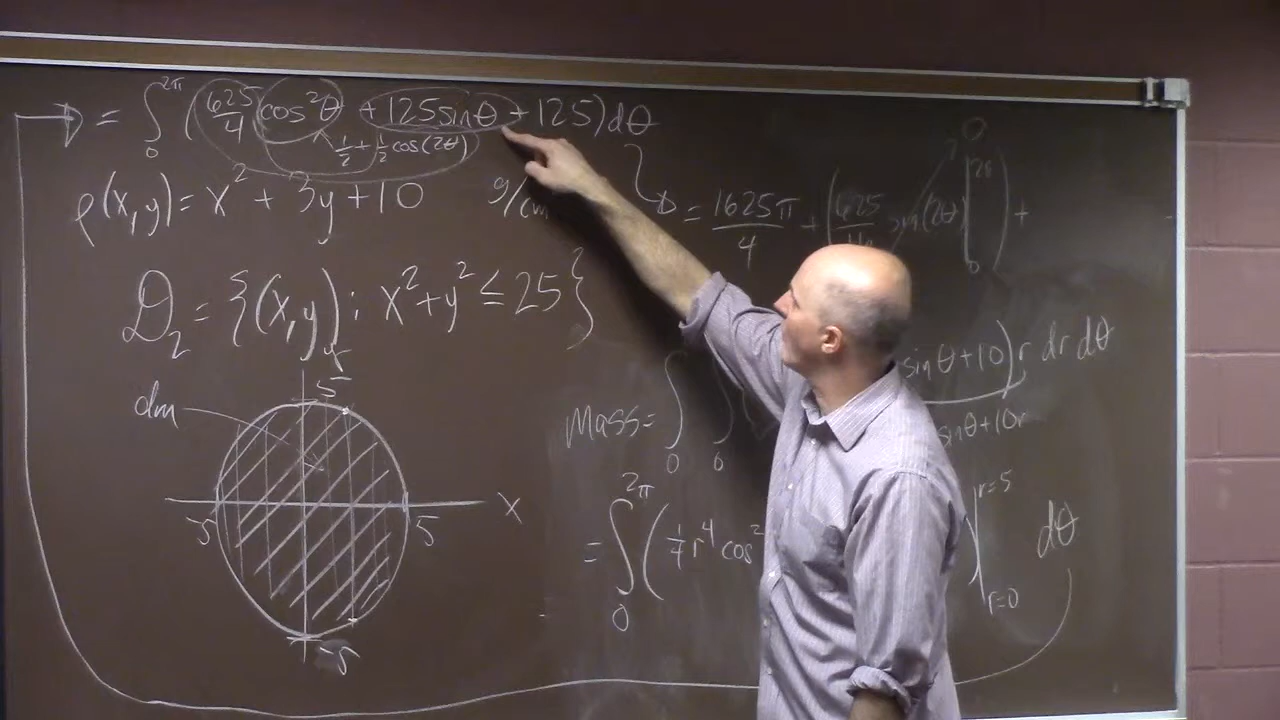 = ∫₀^2π (625/4 cos²θ + 125 sinθ + 125) dθ
1/2 + 1/2 cos(2θ)
ρ(x,y) = x² + 3y + 10 g/cm
= 1625π/4 + (625/16 sin(2θ) |₀^2π) +
0
D₂ = {(x,y) : x² + y² ≤ 25}
y
5
dm
-5 5 x
-5
Mass = ∫₀ ∫₀ sinθ + 10) r dr dθ
sinθ + 10r
= ∫₀^2π (1/4 r⁴ cos² | r=5 r=0 dθ